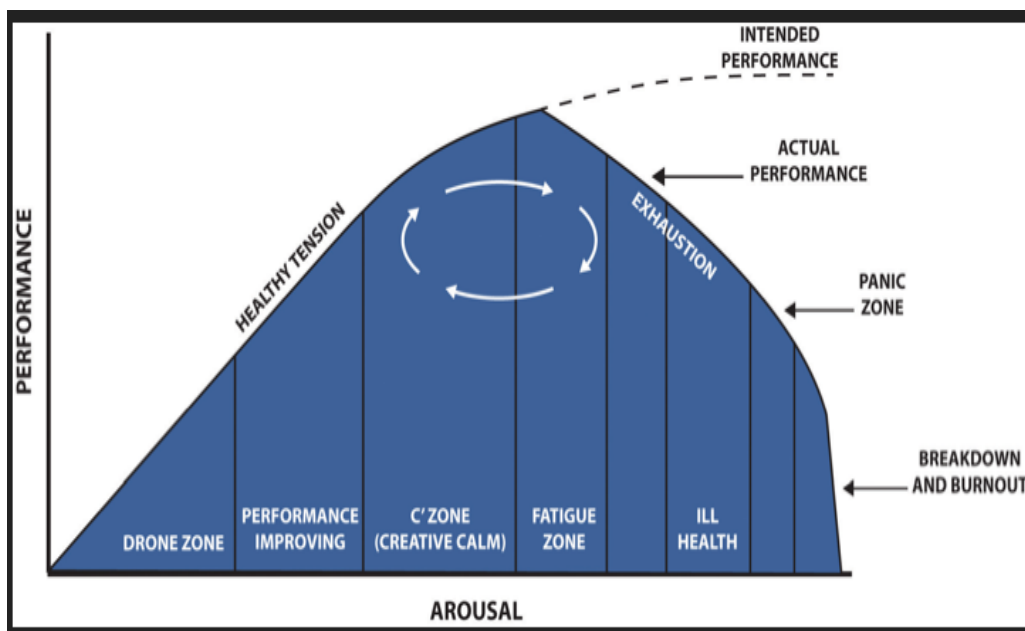 INTENDED
PERFORMANCE
ACTUAL
PERFORMANCE
HEALTHY TENSION
EXHAUSTION
PANIC
ZONE
BREAKDOWN
AND BURNOUT
PERFORMANCE
DRONE ZONE
PERFORMANCE
IMPROVING
C' ZONE
(CREATIVE CALM)
FATIGUE
ZONE
ILL
HEALTH
AROUSAL